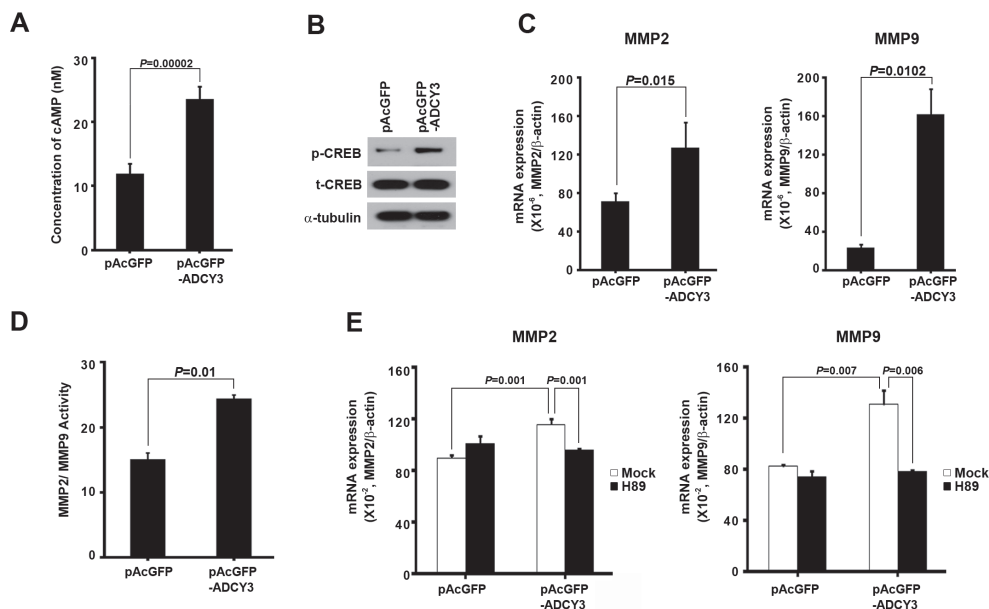 A
P=0.00002
Concentration of cAMP (nM)
30
20
10
0
pAcGFP
pAcGFP
-ADCY3
B
pAcGFP
pAcGFP
-ADCY3
p-CREB
t-CREB
α-tubulin
C
MMP2
mRNA expression
(X10⁻⁶, MMP2/β-actin)
P=0.015
200
160
120
80
40
0
pAcGFP
pAcGFP
-ADCY3
MMP9
mRNA expression
(X10⁻⁶, MMP9/β-actin)
P=0.0102
200
160
120
80
40
0
pAcGFP
pAcGFP
-ADCY3
D
MMP2/ MMP9 Activity
P=0.01
30
20
10
0
pAcGFP
pAcGFP
-ADCY3
E
MMP2
mRNA expression
(X10⁻², MMP2/β-actin)
P=0.001
P=0.001
160
120
80
40
0
Mock
H89
pAcGFP
pAcGFP
-ADCY3
MMP9
mRNA expression
(X10⁻², MMP9/β-actin)
P=0.007
P=0.006
160
120
80
40
0
Mock
H89
pAcGFP
pAcGFP
-ADCY3